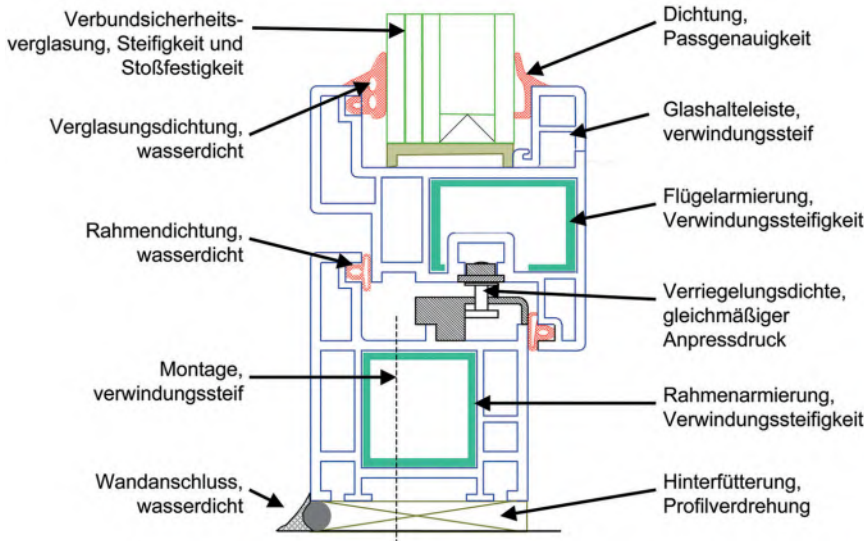 Verbundsicherheits-
verglasung, Steifigkeit und
Stoßfestigkeit
Verglasungsdichtung,
wasserdicht
Rahmendichtung,
wasserdicht
Montage,
verwindungssteif
Wandanschluss,
wasserdicht
Dichtung,
Passgenauigkeit
Glashalteleiste,
verwindungssteif
Flügelarmierung,
Verwindungssteifigkeit
Verriegelungsdichte,
gleichmäßiger
Anpressdruck
Rahmenarmierung,
Verwindungssteifigkeit
Hinterfütterung,
Profilverdrehung